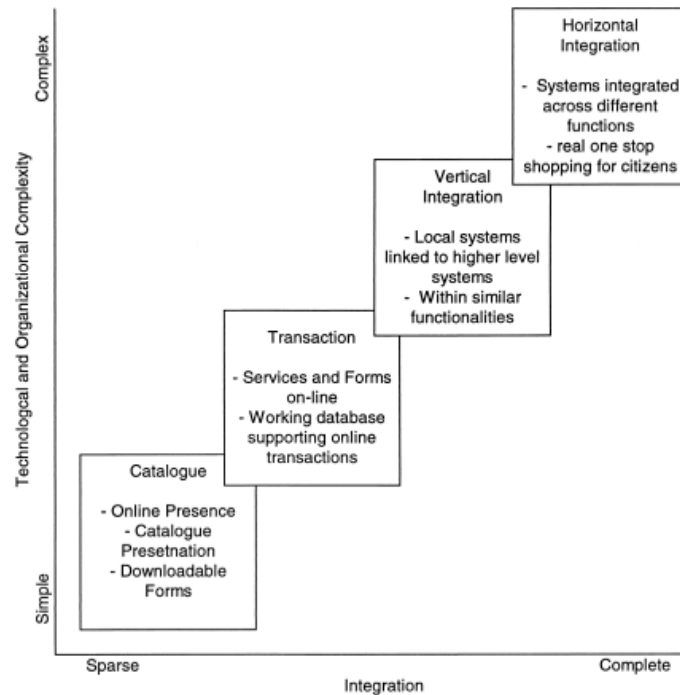 Horizontal
Integration
- Systems integrated
across different
functions
- real one stop
shopping for citizens
Vertical
Integration
- Local systems
linked to higher level
systems
- Within similar
functionalities
Transaction
- Services and Forms
on-line
- Working database
supporting online
transactions
Catalogue
- Online Presence
- Catalogue
Presetnation
- Downloadable
Forms
Complex
Technologcal and Organizational Complexity
Simple
Sparse
Complete
Integration